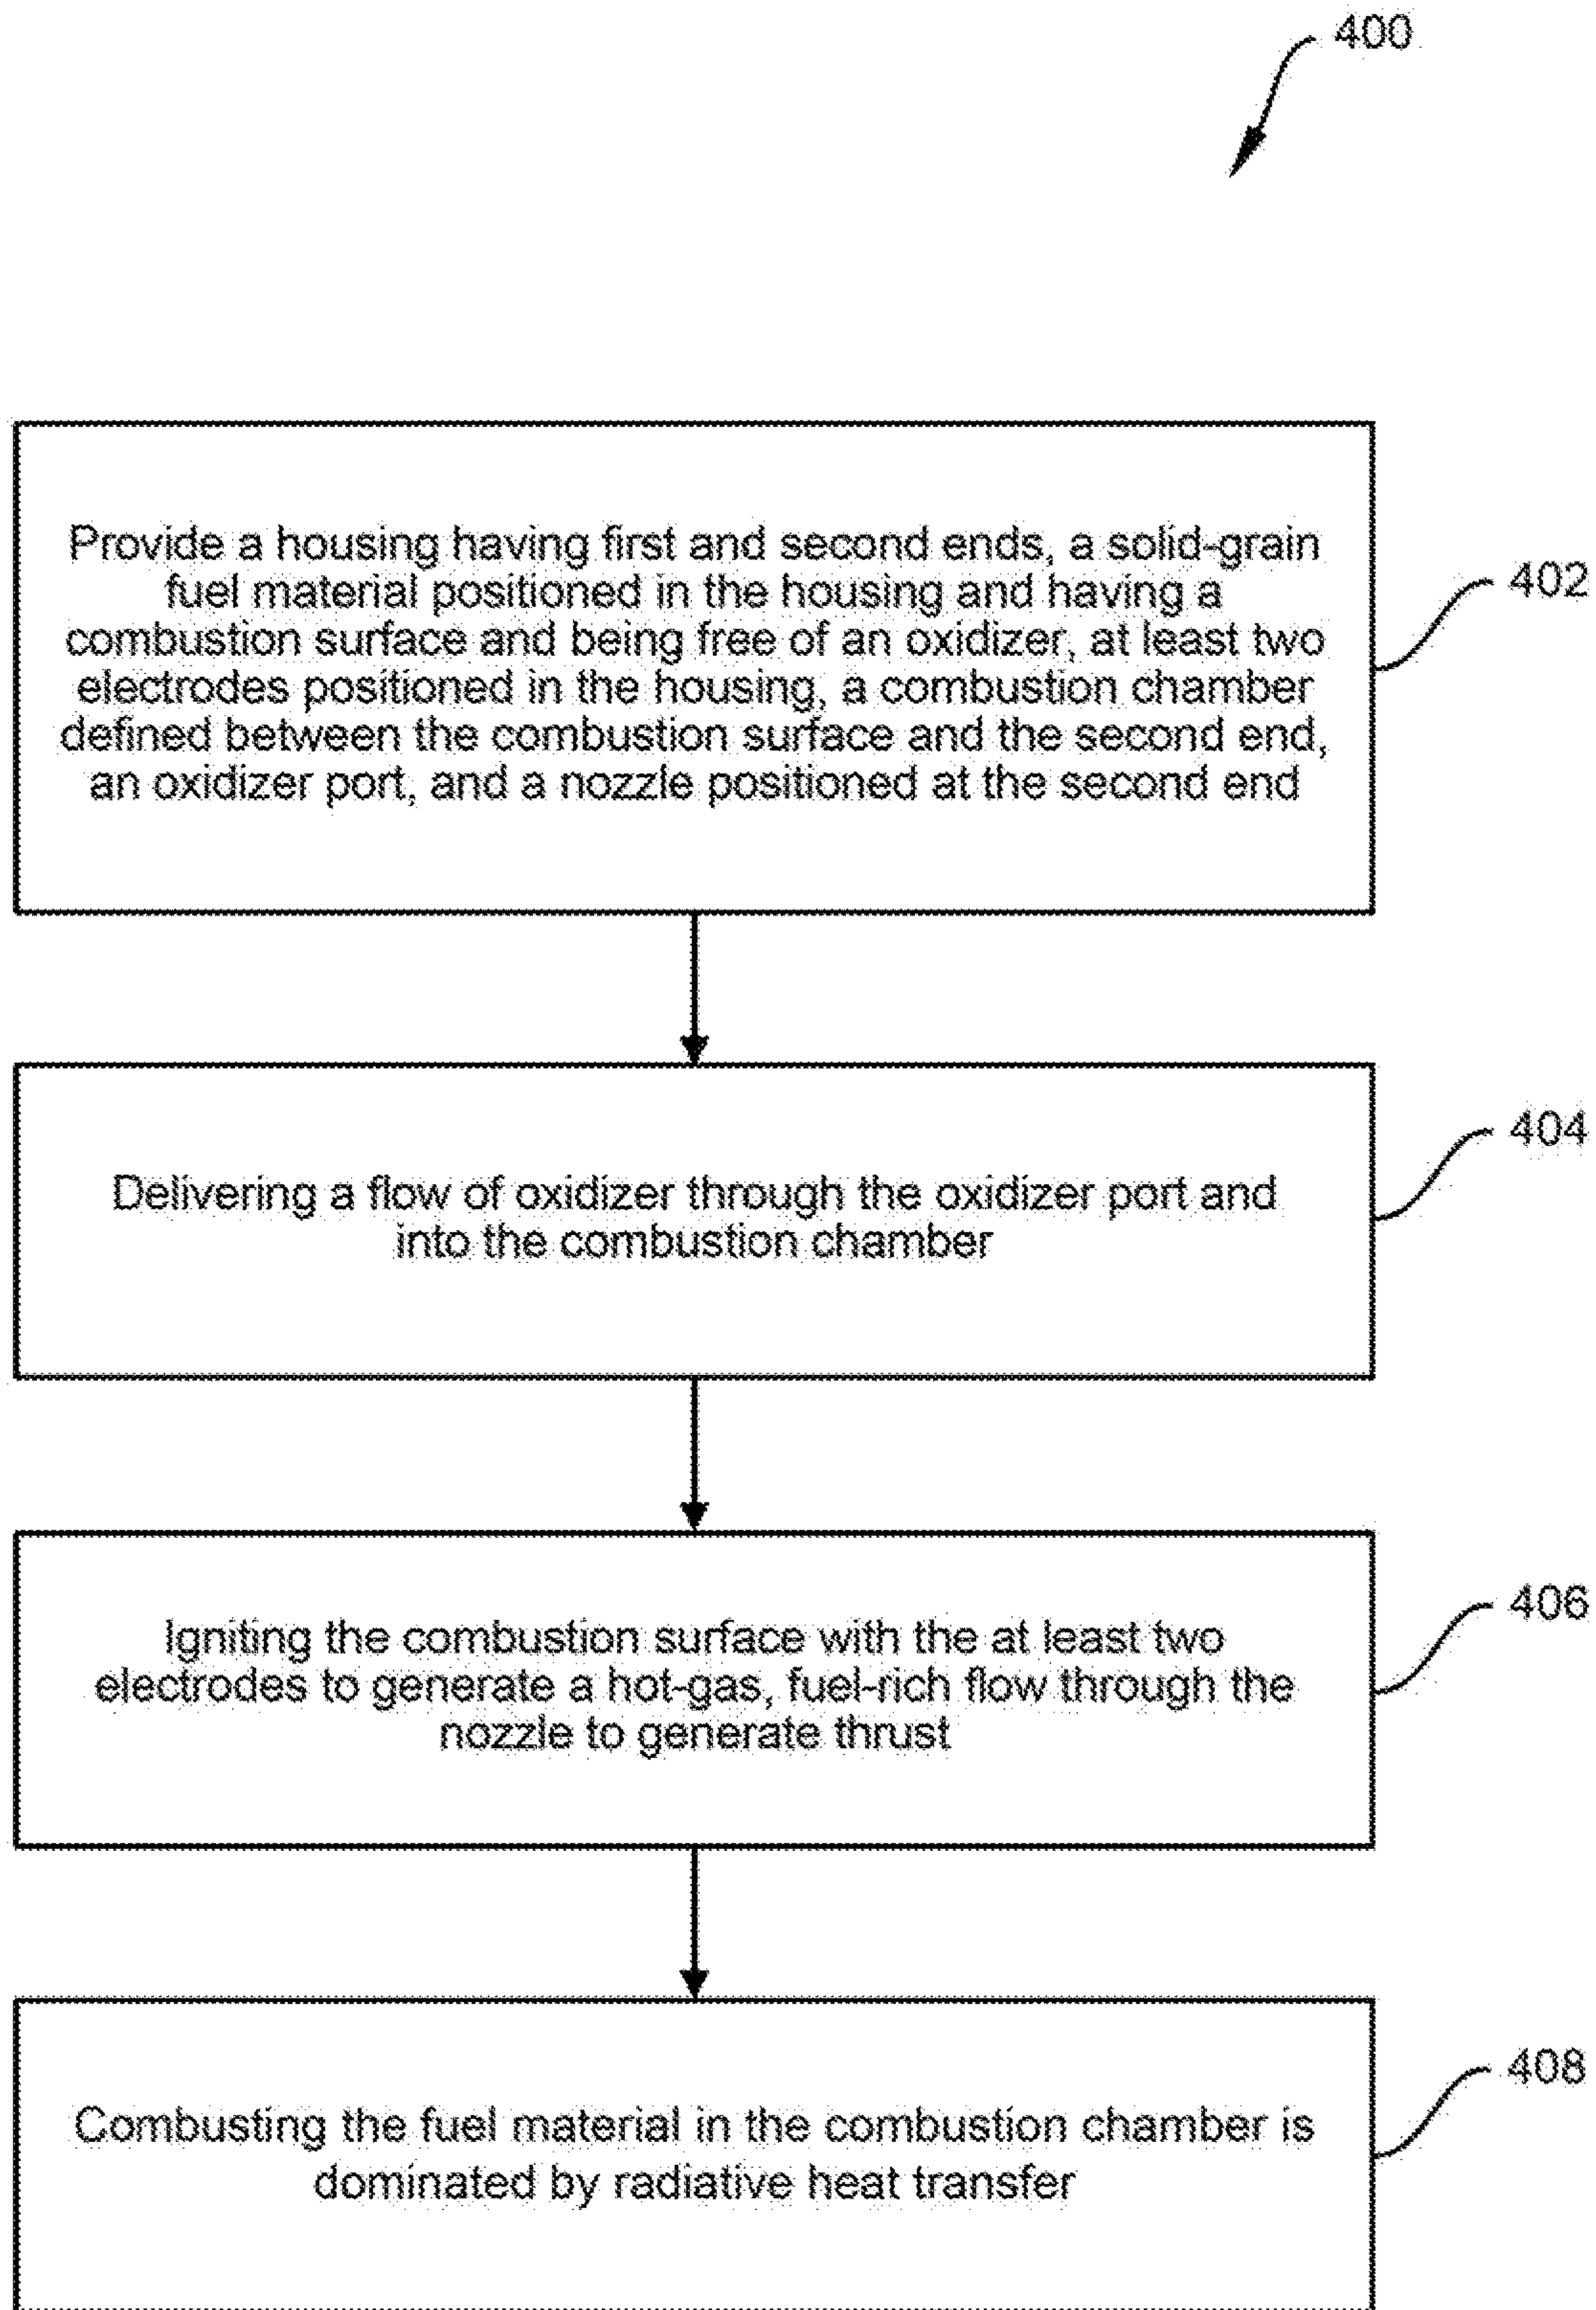 400
Provide a housing having first and second ends, a solid-grain
fuel material positioned in the housing and having a
combustion surface and being free of an oxidizer, at least two
electrodes positioned in the housing, a combustion chamber
defined between the combustion surface and the second end,
an oxidizer port, and a nozzle positioned at the second end
402
Delivering a flow of oxidizer through the oxidizer port and
into the combustion chamber
404
Igniting the combustion surface with the at least two
electrodes to generate a hot-gas, fuel-rich flow through the
nozzle to generate thrust
406
Combusting the fuel material in the combustion chamber is
dominated by radiative heat transfer
408